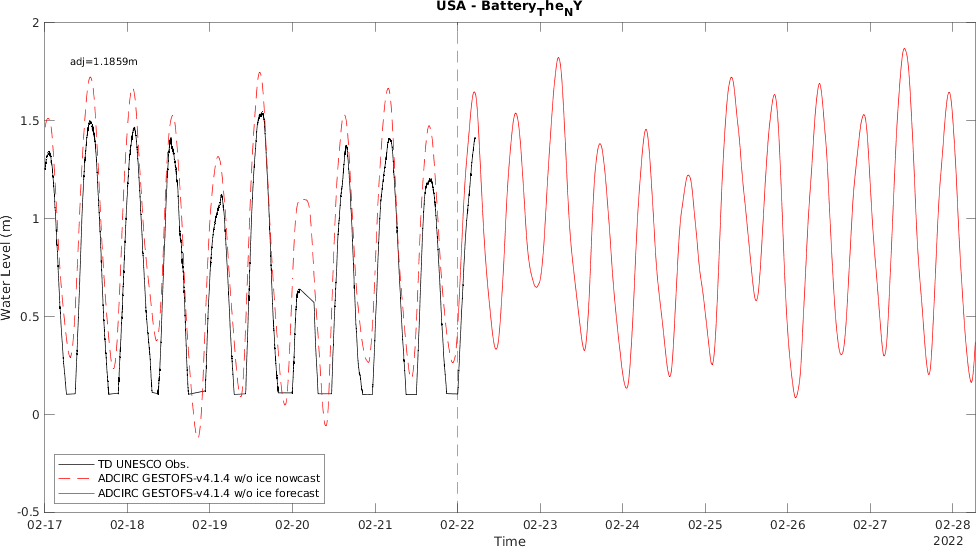 USA - BatteryTheNY
2
adj=1.1859m
1.5
1
0.5
0
-0.5
Water Level (m)
TD UNESCO Obs.
ADCIRC GESTOFS-v4.1.4 w/o ice nowcast
ADCIRC GESTOFS-v4.1.4 w/o ice forecast
02-17 02-18 02-19 02-20 02-21 02-22 02-23 02-24 02-25 02-26 02-27 02-28
Time
2022